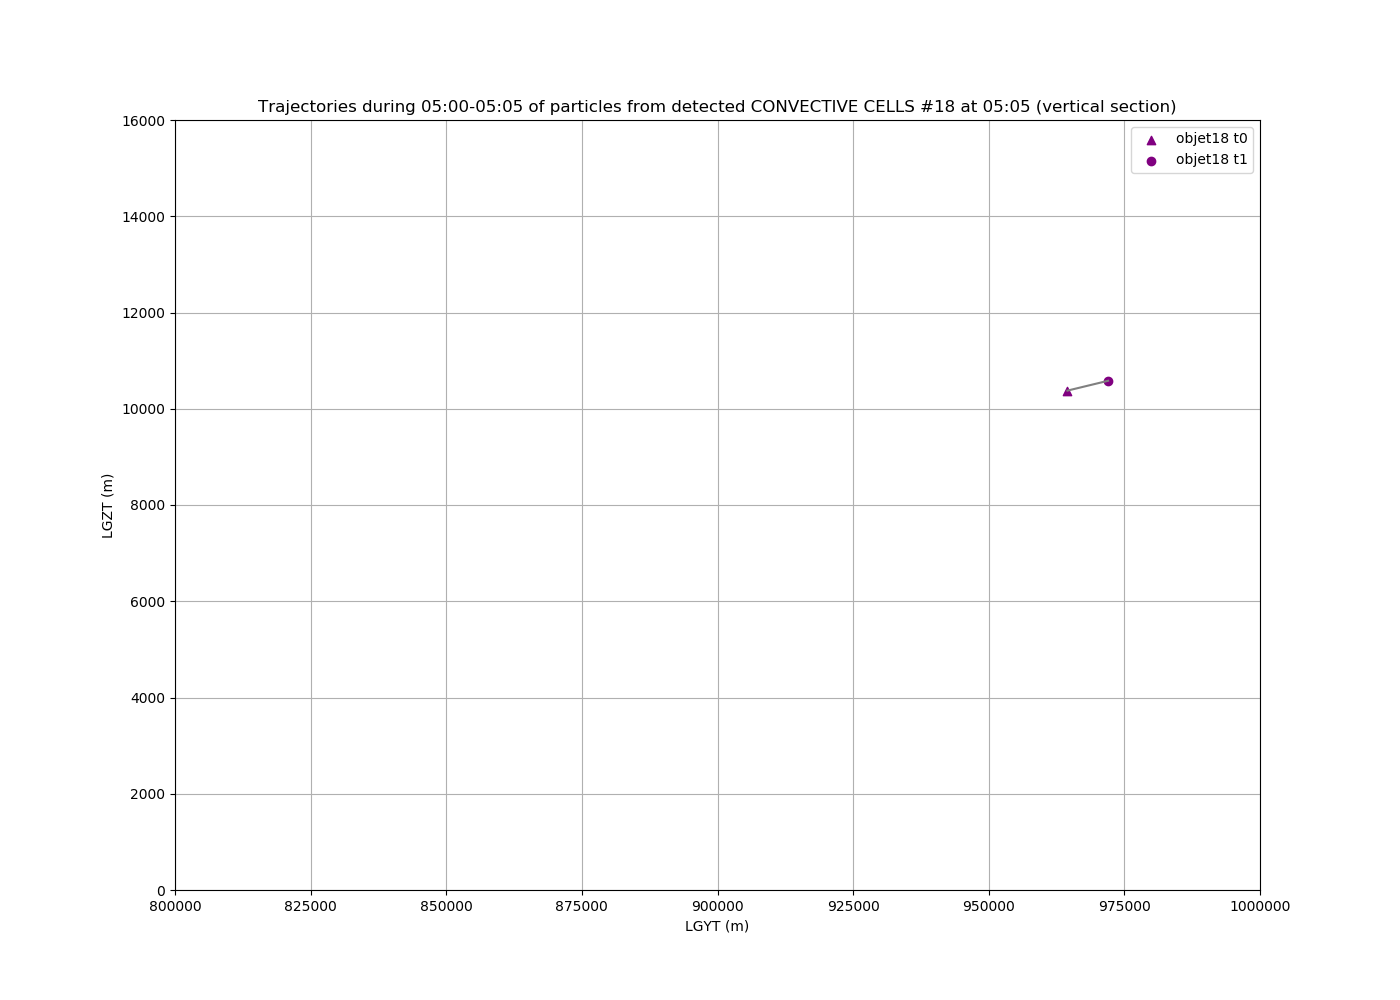 Trajectories during 05:00-05:05 of particles from detected CONVECTIVE CELLS #18 at 05:05 (vertical section)
objet18 t0
objet18 t1
16000
14000
12000
10000
8000
6000
4000
2000
0
LGZT (m)
800000 825000 850000 875000 900000 925000 950000 975000 1000000
LGYT (m)